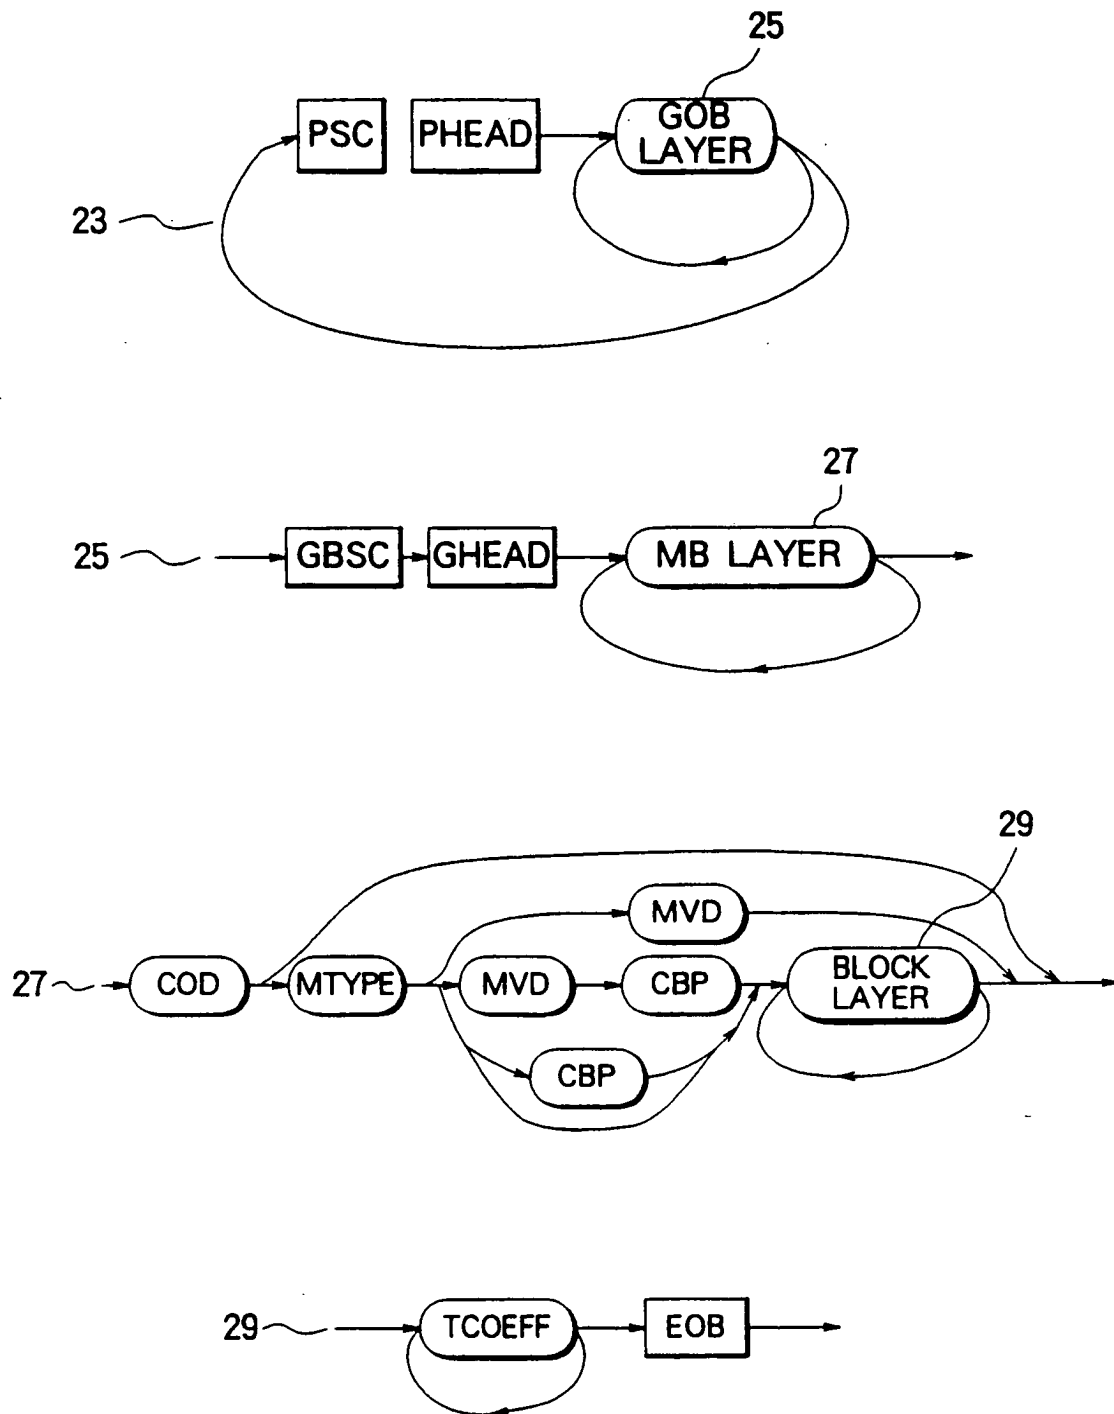 25
PSC PHEAD GOB
LAYER
23
27
25 GBSC GHEAD MB LAYER
29
MVD
27 COD MTYPE MVD CBP BLOCK
LAYER
CBP
29 TCOEFF EOB